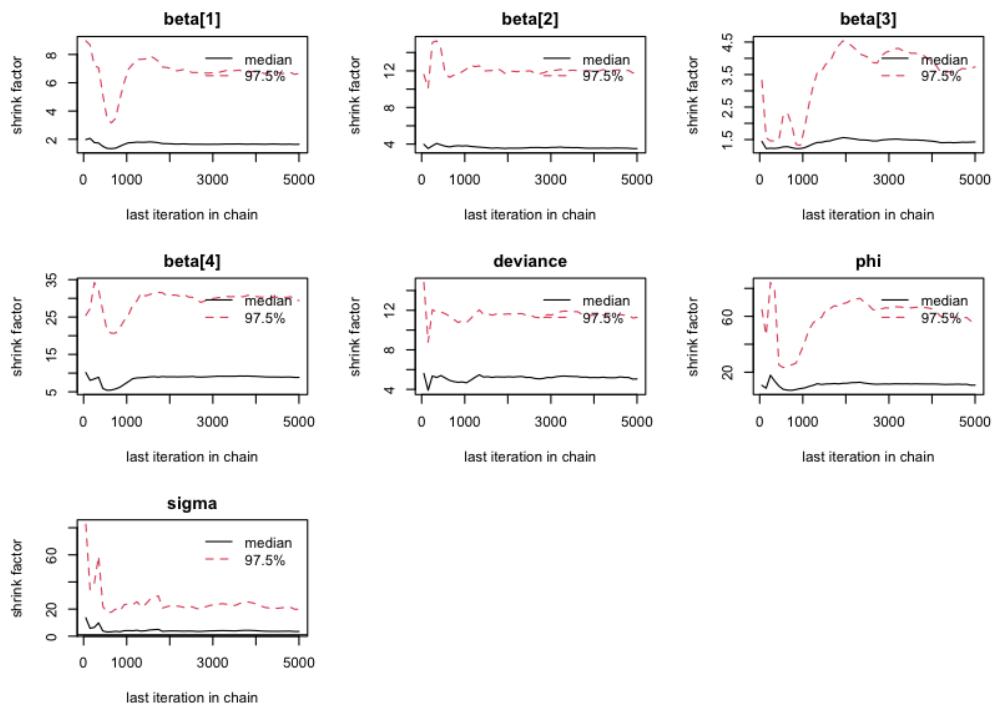 beta[1]
shrink factor
2 4 6 8
median
97.5%
0 1000 3000 5000
last iteration in chain
beta[2]
shrink factor
4 8 12
median
97.5%
0 1000 3000 5000
last iteration in chain
beta[3]
shrink factor
1.5 2.5 3.5 4.5
median
97.5%
0 1000 3000 5000
last iteration in chain
beta[4]
shrink factor
5 15 25 35
median
97.5%
0 1000 3000 5000
last iteration in chain
deviance
shrink factor
4 8 12
median
97.5%
0 1000 3000 5000
last iteration in chain
phi
shrink factor
20 60
median
97.5%
0 1000 3000 5000
last iteration in chain
sigma
shrink factor
0 20 60
median
97.5%
0 1000 3000 5000
last iteration in chain